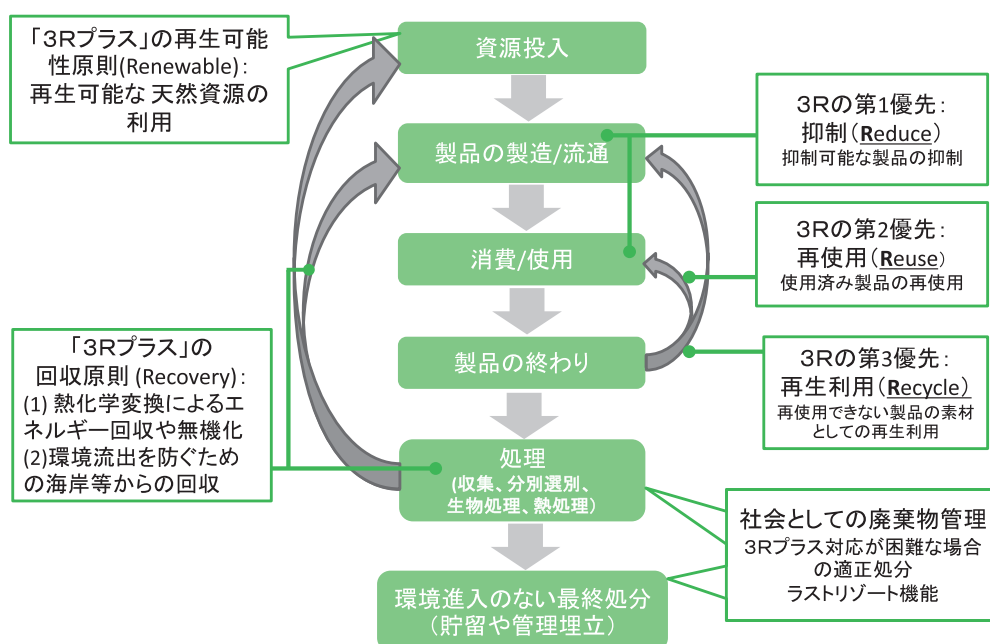 「3Rプラス」の再生可能
性原則(Renewable)：
再生可能な 天然資源の
利用
資源投入
製品の製造/流通
消費/使用
製品の終わり
処理
(収集、分別選別、
生物処理、熱処理)
環境進入のない最終処分
(貯留や管理埋立)
3Rの第1優先：
抑制(Reduce)
抑制可能な製品の抑制
3Rの第2優先：
再使用(Reuse)
使用済み製品の再使用
3Rの第3優先：
再生利用(Recycle)
再使用できない製品の素材
としての再生利用
「3Rプラス」の
回収原則 (Recovery)：
(1) 熱化学変換によるエ
ネルギー回収や無機化
(2)環境流出を防ぐため
の海岸等からの回収
社会としての廃棄物管理
3Rプラス対応が困難な場合
の適正処分
ラストリゾート機能